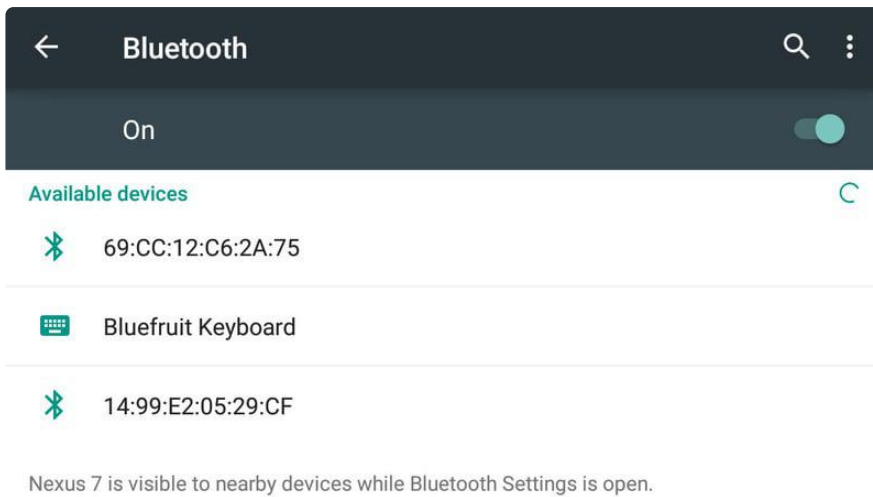 Bluetooth
On
Available devices
69:CC:12:C6:2A:75
Bluefruit Keyboard
14:99:E2:05:29:CF
Nexus 7 is visible to nearby devices while Bluetooth Settings is open.